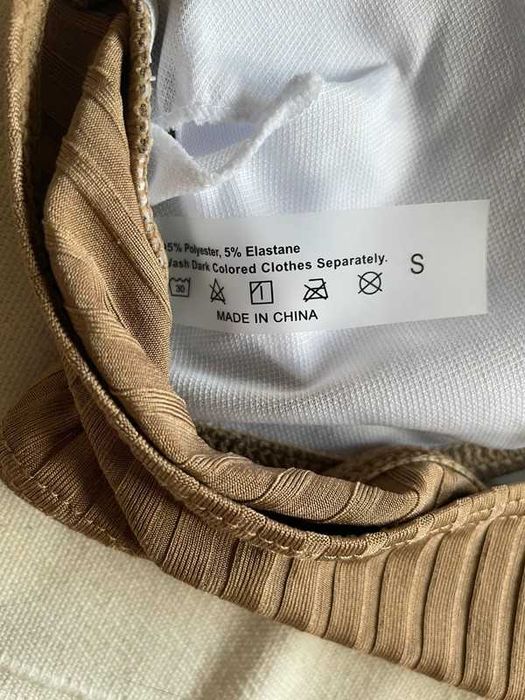 5% Polyester, 5% Elastane
Wash Dark Colored Clothes Separately.
30 S
MADE IN CHINA